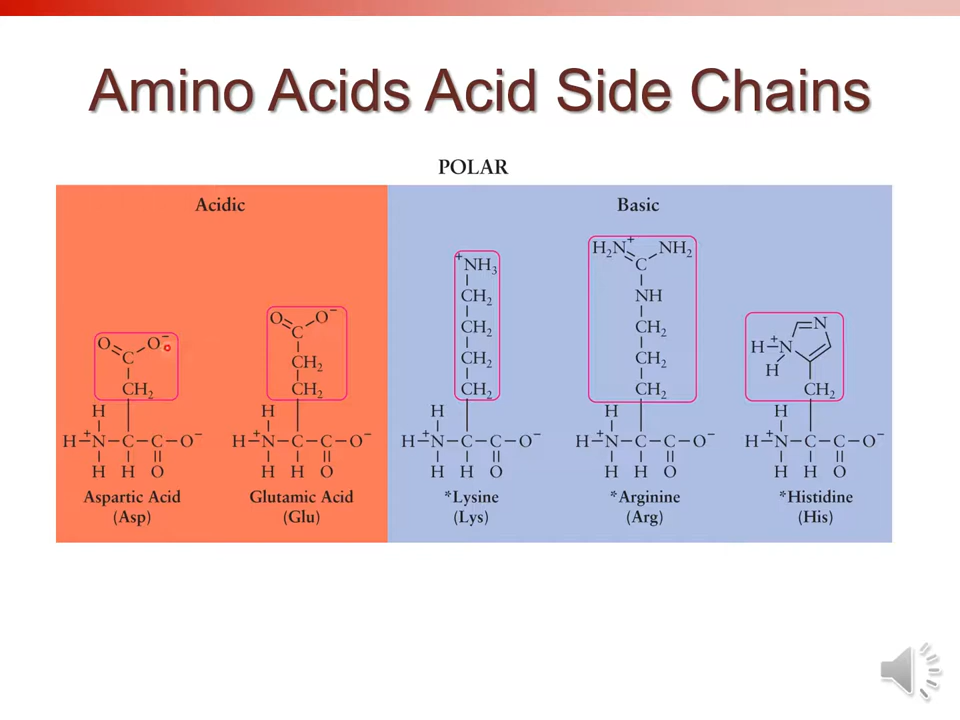 Amino Acids Acid Side Chains
POLAR
Acidic
Basic
O O⁻
C
CH₂
H
H–⁺N–C–C–O⁻
H H O
Aspartic Acid
(Asp)
O O⁻
C
CH₂
CH₂
H
H–⁺N–C–C–O⁻
H H O
Glutamic Acid
(Glu)
⁺NH₃
CH₂
CH₂
CH₂
CH₂
H
H–⁺N–C–C–O⁻
H H O
*Lysine
(Lys)
H₂N⁺ NH₂
C
NH
CH₂
CH₂
CH₂
H
H–⁺N–C–C–O⁻
H H O
*Arginine
(Arg)
N
H–⁺N
H
CH₂
H
H–⁺N–C–C–O⁻
H H O
*Histidine
(His)